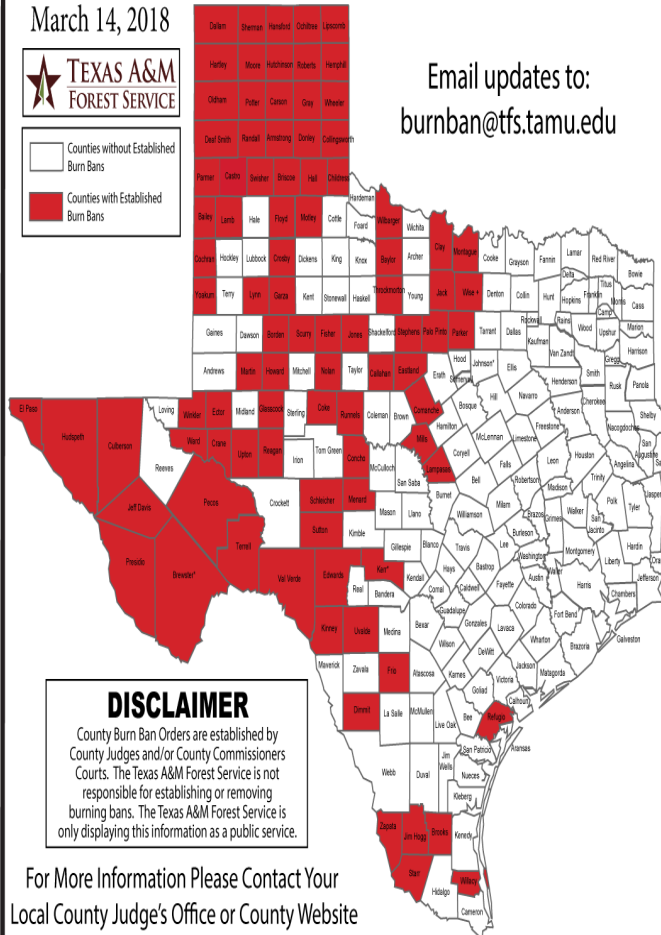 March 14, 2018
TEXAS A&M
FOREST SERVICE
Counties without Established
Burn Bans
Counties with Established
Burn Bans
Email updates to:
burnban@tfs.tamu.edu
Dallam Sherman Hansford Ochiltree Lipscomb
Hartley Moore Hutchinson Roberts Hemphill
Oldham Potter Carson Gray Wheeler
Deaf Smith Randall Armstrong Donley Collingsworth
Parmer Castro Swisher Briscoe Hall Childress
Hardeman
Bailey Lamb Hale Floyd Motley Cottle Foard Wilbarger Wichita
Clay Montague Cooke Grayson Fannin Lamar Red River Bowie
Cochran Hockley Lubbock Crosby Dickens King Knox Baylor Archer
Delta Titus Franklin Morris Cass
Yoakum Terry Lynn Garza Kent Stonewall Haskell Throckmorton Young Jack Wise + Denton Collin Hunt Hopkins
Camp
Rockwall Rains Wood Upshur Marion
Gaines Dawson Borden Scurry Fisher Jones Shackelford Stephens Palo Pinto Parker Tarrant Dallas Kaufman Van Zandt
Gregg Harrison
Andrews Martin Howard Mitchell Nolan Taylor Callahan Eastland Erath Hood Somervell Johnson* Ellis Henderson Smith Rusk Panola
El Paso Hudspeth Culberson Loving Winkler Ector Midland Glasscock Sterling Coke Runnels Coleman Brown Comanche Bosque Hill Navarro Anderson Cherokee Shelby
Hamilton Freestone Nacogdoches
Reeves Ward Crane Upton Reagan Irion Tom Green Concho McCulloch Mills McLennan Limestone San Augustine
San Saba Lampasas Coryell Falls Leon Houston Angelina
Jeff Davis Pecos Crockett Schleicher Menard Mason Llano Burnet Bell Robertson Madison Trinity
Milam Brazos Grimes Walker Polk Tyler Jasper
Presidio Brewster* Terrell Sutton Kimble Gillespie Blanco Williamson Burleson San Jacinto
Travis Lee Washington Montgomery Liberty Hardin
Val Verde Edwards Kerr* Kendall Hays Bastrop Austin Waller Harris Jefferson
Real Bandera Comal Caldwell Fayette Chambers
Kinney Uvalde Medina Bexar Guadalupe Gonzales Colorado Fort Bend
Lavaca Wharton Brazoria Galveston
Maverick Zavala Frio Atascosa Wilson Karnes DeWitt Jackson Matagorda
Victoria
Dimmit La Salle McMullen Live Oak Goliad Calhoun
Bee Refugio
San Patricio Aransas
Webb Duval Jim Wells Nueces
Kleberg
Zapata Jim Hogg Brooks Kenedy
Starr Hidalgo Willacy
Cameron
DISCLAIMER
County Burn Ban Orders are established by
County Judges and/or County Commissioners
Courts. The Texas A&M Forest Service is not
responsible for establishing or removing
burning bans. The Texas A&M Forest Service is
only displaying this information as a public service.
For More Information Please Contact Your
Local County Judge's Office or County Website